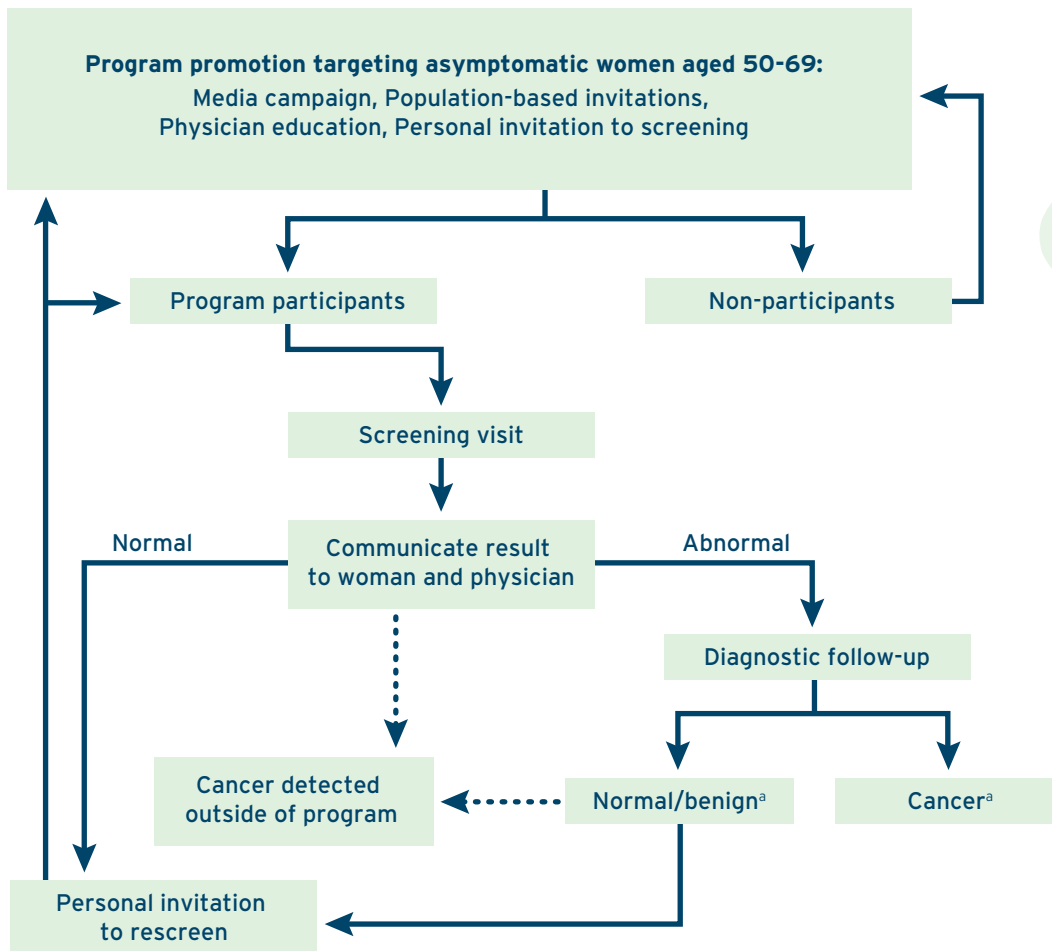 Program promotion targeting asymptomatic women aged 50-69:
Media campaign, Population-based invitations,
Physician education, Personal invitation to screening
Program participants
Non-participants
Screening visit
Normal
Communicate result
to woman and physician
Abnormal
Diagnostic follow-up
Cancer detected
outside of program
Normal/benignª
Cancerª
Personal invitation
to rescreen